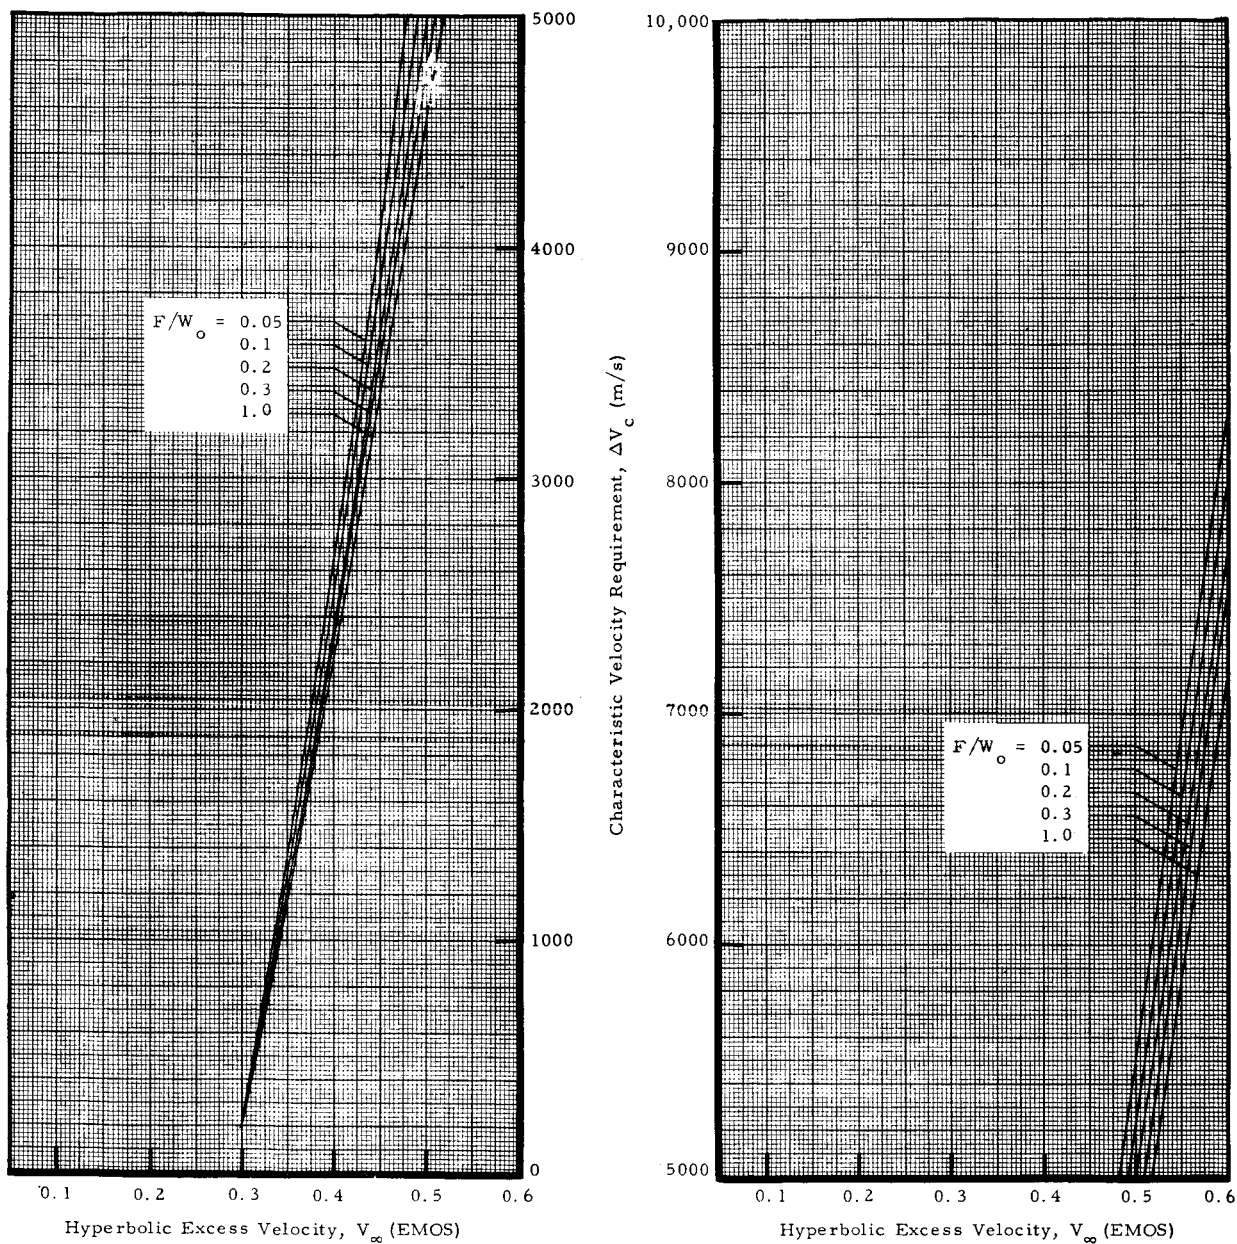 5000
4000
3000
2000
1000
0
F/Wo = 0.05
0.1
0.2
0.3
1.0
0.1 0.2 0.3 0.4 0.5 0.6
Hyperbolic Excess Velocity, V∞ (EMOS)
Characteristic Velocity Requirement, ΔVc (m/s)
10,000
9000
8000
7000
6000
5000
F/Wo = 0.05
0.1
0.2
0.3
1.0
0.1 0.2 0.3 0.4 0.5 0.6
Hyperbolic Excess Velocity, V∞ (EMOS)